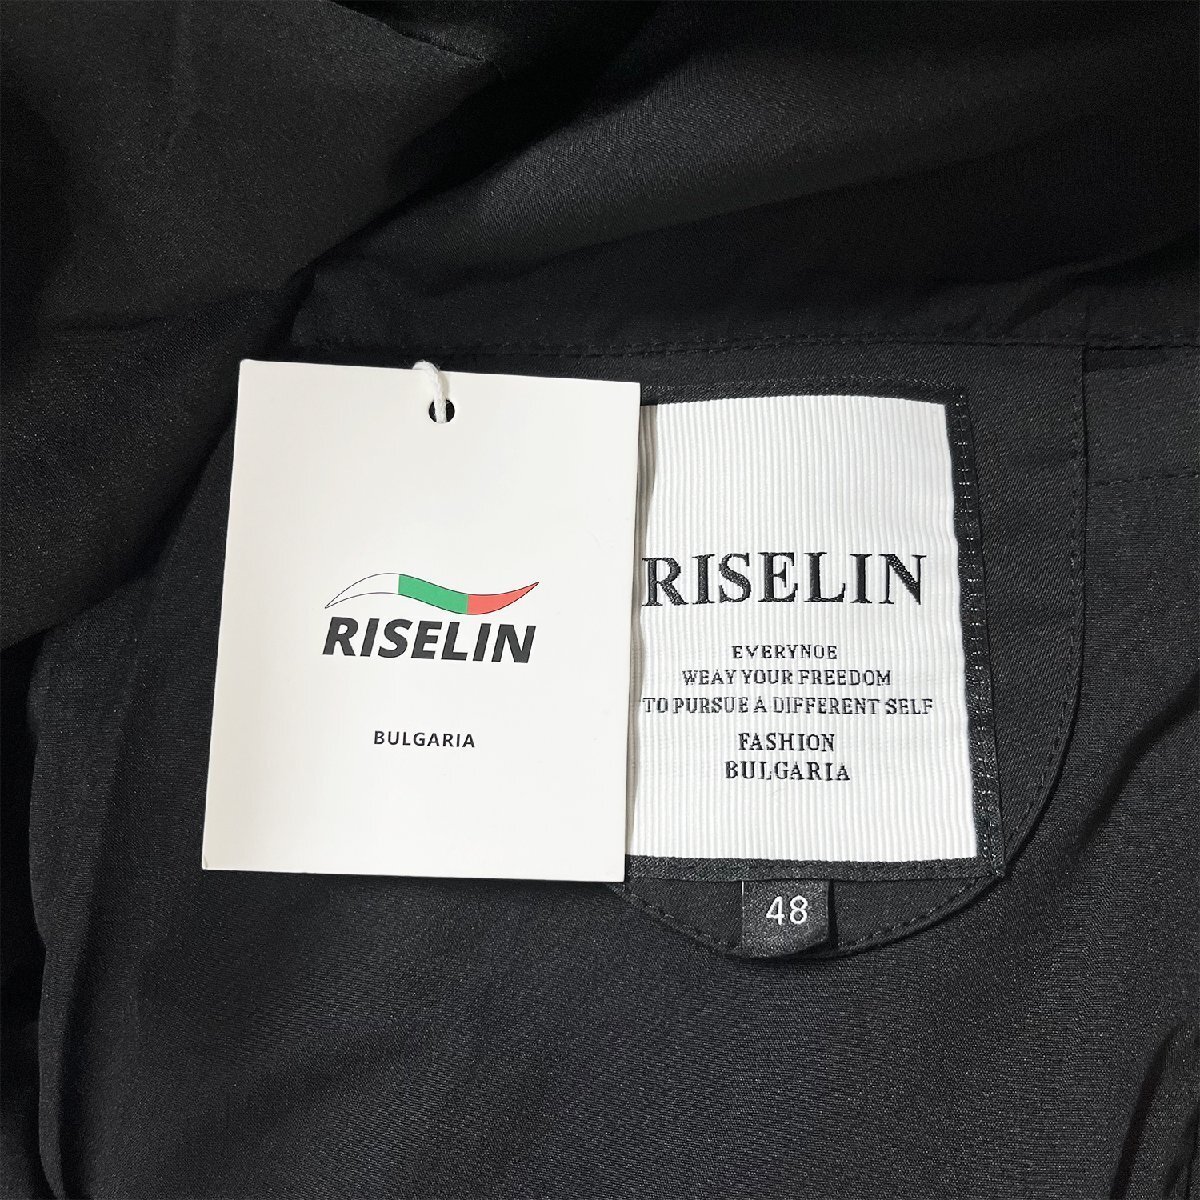 RISELIN
BULGARIA
RISELIN
EVERYNOE
WEAY YOUR FREEDOM
TO PURSUE A DIFFERENT SELF
FASHION
BULGARIA
48